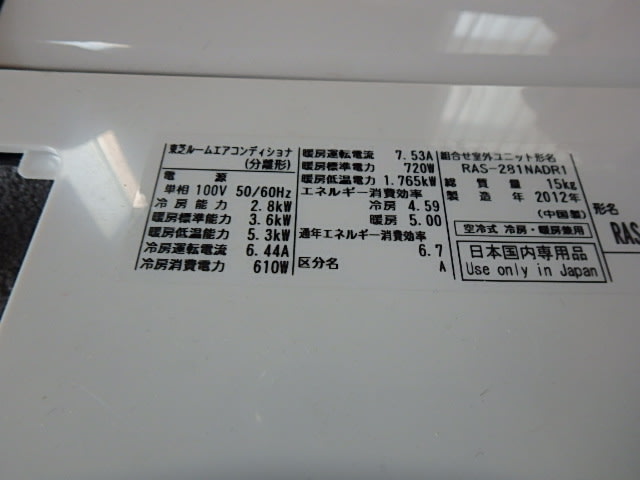 東芝ルームエアコンディショナ
(分離形)
電源
単相 100V 50/60Hz
冷房能力 2.8kW
暖房標準能力 3.6kW
暖房低温能力 5.3kW
冷房運転電流 6.44A
冷房消費電力 610W
暖房運転電流 7.53A
暖房標準電力 720W
暖房低温電力 1.765kW
エネルギー消費効率
冷房 4.59
暖房 5.00
通年エネルギー消費効率
6.7
区分名 A
組合せ室外ユニット形名
RAS-281NADR1
総質量 15kg
製造年 2012年
(中国製)
空冷式 冷房・暖房兼用
日本国内専用品
Use only in Japan
形名
RAS-